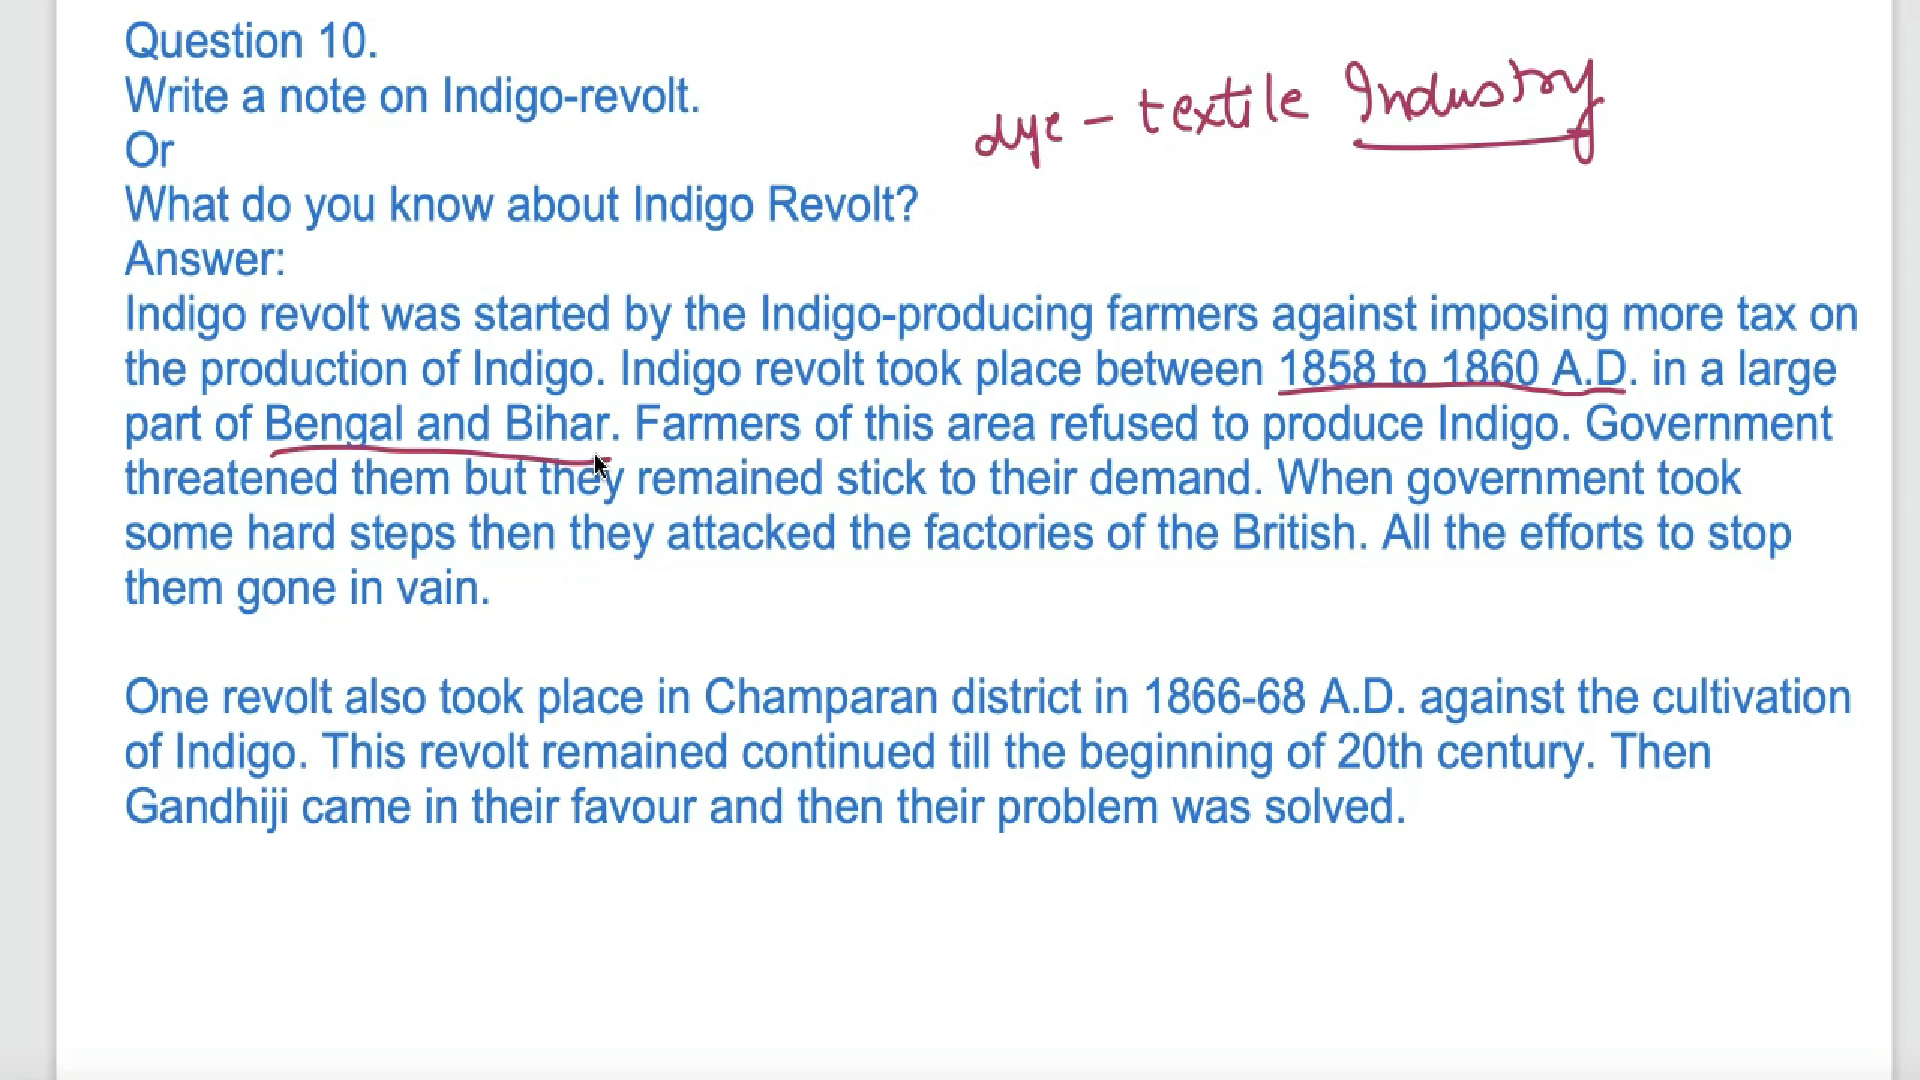 Question 10.
Write a note on Indigo-revolt.
dye - textile Industry
Or
What do you know about Indigo Revolt?
Answer:
Indigo revolt was started by the Indigo-producing farmers against imposing more tax on
the production of Indigo. Indigo revolt took place between 1858 to 1860 A.D. in a large
part of Bengal and Bihar. Farmers of this area refused to produce Indigo. Government
threatened them but they remained stick to their demand. When government took
some hard steps then they attacked the factories of the British. All the efforts to stop
them gone in vain.
One revolt also took place in Champaran district in 1866-68 A.D. against the cultivation
of Indigo. This revolt remained continued till the beginning of 20th century. Then
Gandhiji came in their favour and then their problem was solved.